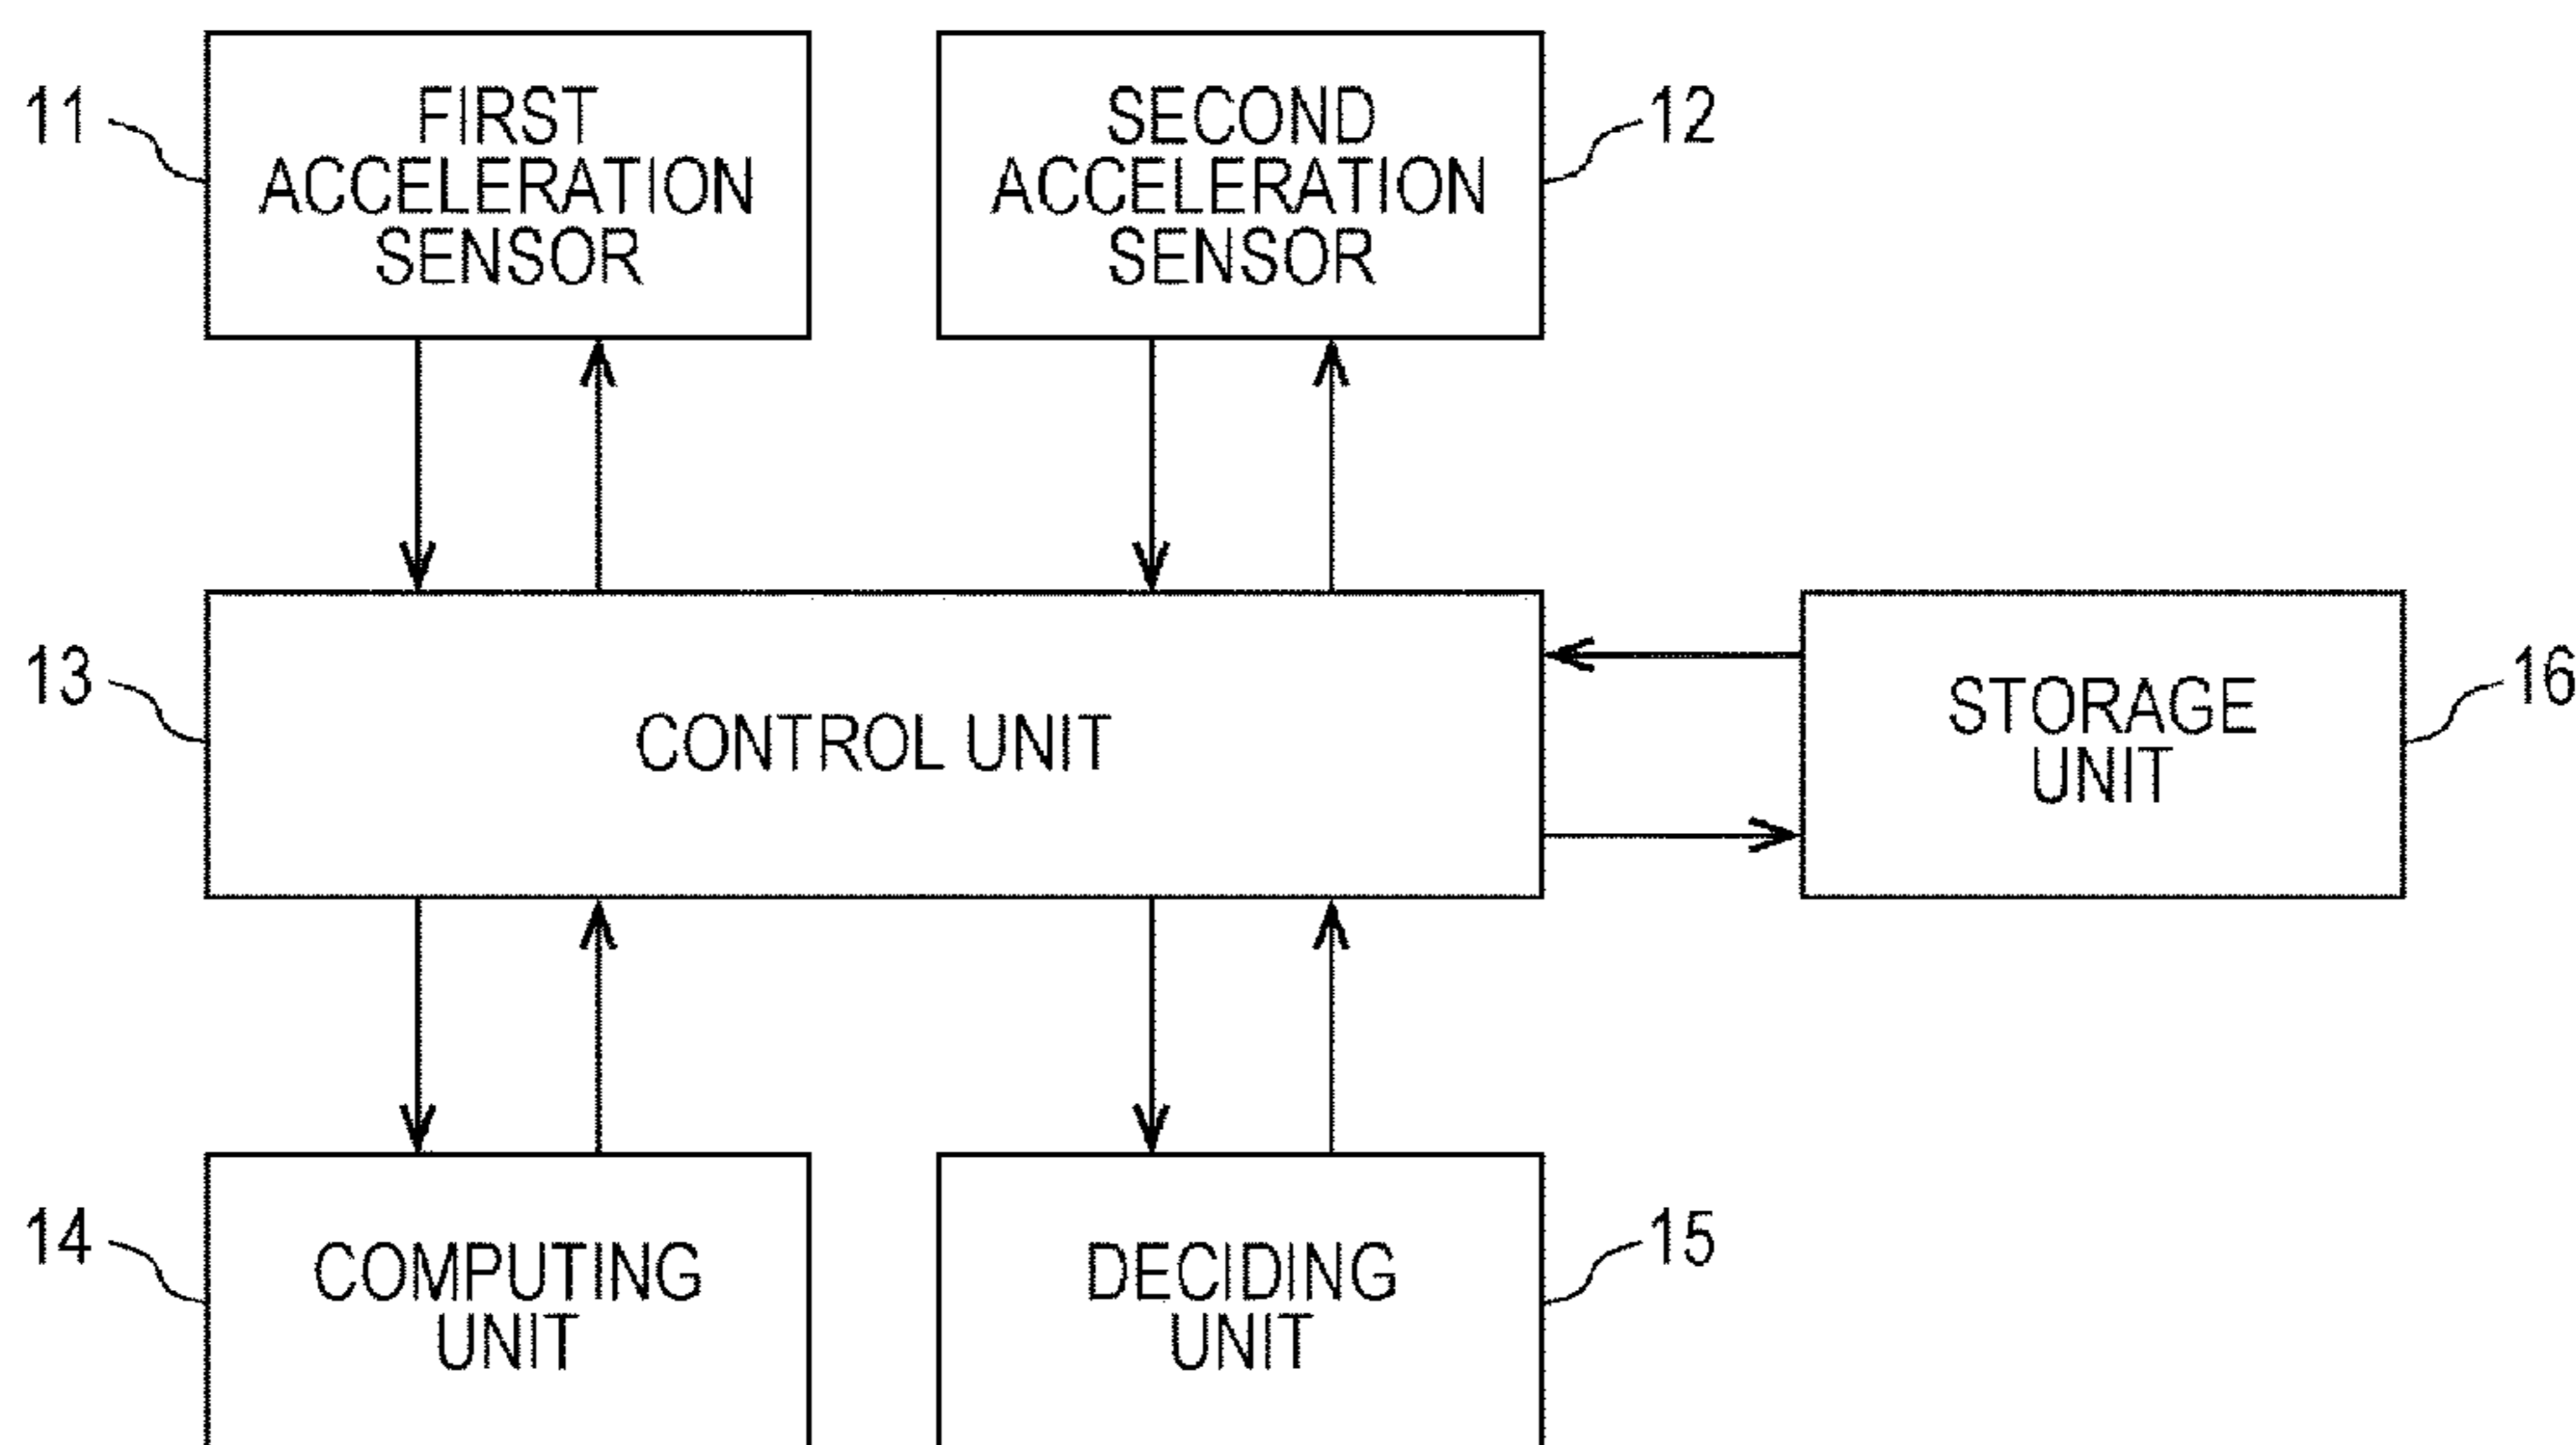 11
FIRST
ACCELERATION
SENSOR
SECOND
ACCELERATION
SENSOR
12
13
CONTROL UNIT
STORAGE
UNIT
16
14
COMPUTING
UNIT
DECIDING
UNIT
15